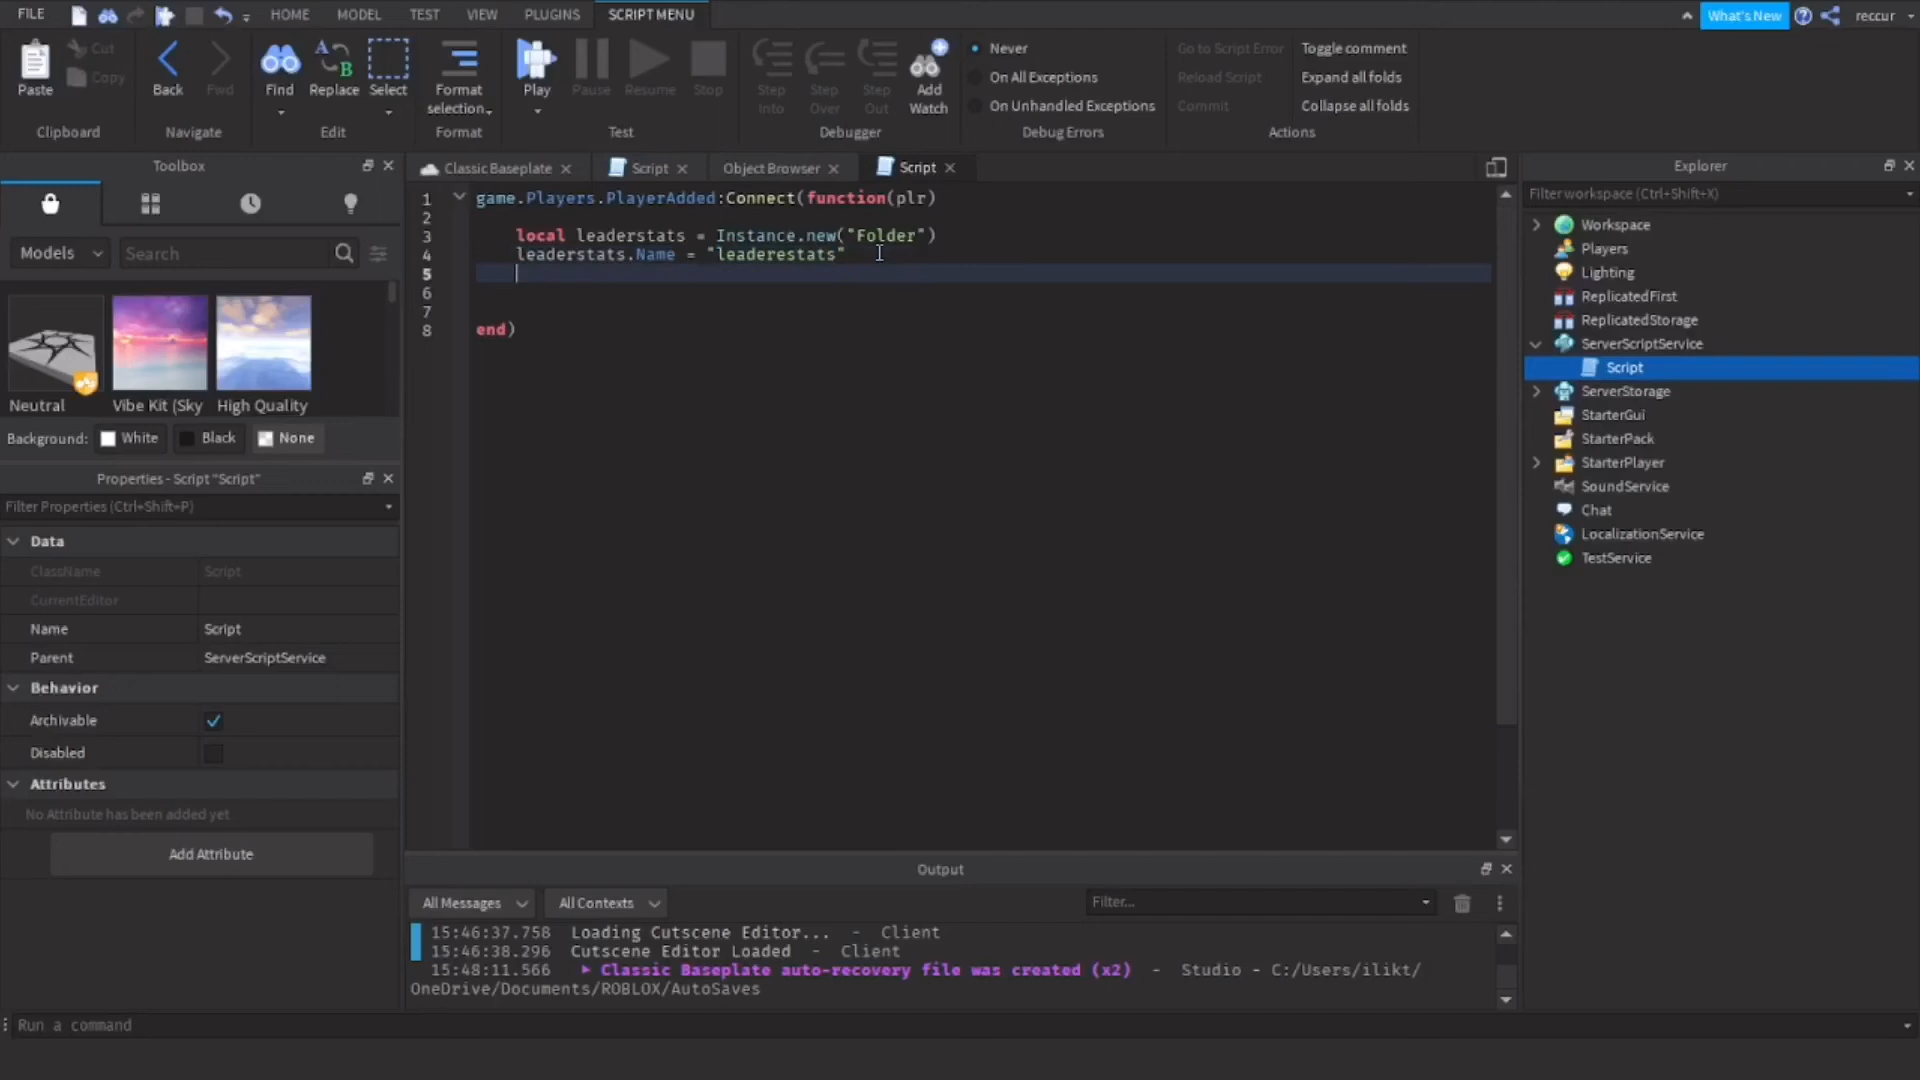 FILE HOME MODEL TEST VIEW PLUGINS SCRIPT MENU What's New reccur
Paste Cut Copy Back Fwd Find Replace Select Format selection Play Pause Resume Stop Step Into Step Over Step Out Add Watch
Never
On All Exceptions
On Unhandled Exceptions
Go to Script Error
Reload Script
Commit
Toggle comment
Expand all folds
Collapse all folds
Clipboard Navigate Edit Format Test Debugger Debug Errors Actions
Toolbox
Models Search
Neutral Vibe Kit (Sky High Quality
Background: White Black None
Properties - Script "Script"
Filter Properties (Ctrl+Shift+P)
Data
ClassName Script
CurrentEditor
Name Script
Parent ServerScriptService
Behavior
Archivable
Disabled
Attributes
No Attribute has been added yet
Add Attribute
Classic Baseplate Script Object Browser Script
1 game.Players.PlayerAdded:Connect(function(plr)
2
3 local leaderstats = Instance.new("Folder")
4 leaderstats.Name = "leaderestats"
5
6
7
8 end)
Output
All Messages All Contexts Filter...
15:46:37.758 Loading Cutscene Editor... - Client
15:46:38.296 Cutscene Editor Loaded - Client
15:48:11.566 Classic Baseplate auto-recovery file was created (x2) - Studio - C:/Users/ilikt/
OneDrive/Documents/ROBLOX/AutoSaves
Run a command
Explorer
Filter workspace (Ctrl+Shift+X)
Workspace
Players
Lighting
ReplicatedFirst
ReplicatedStorage
ServerScriptService
Script
ServerStorage
StarterGui
StarterPack
StarterPlayer
SoundService
Chat
LocalizationService
TestService